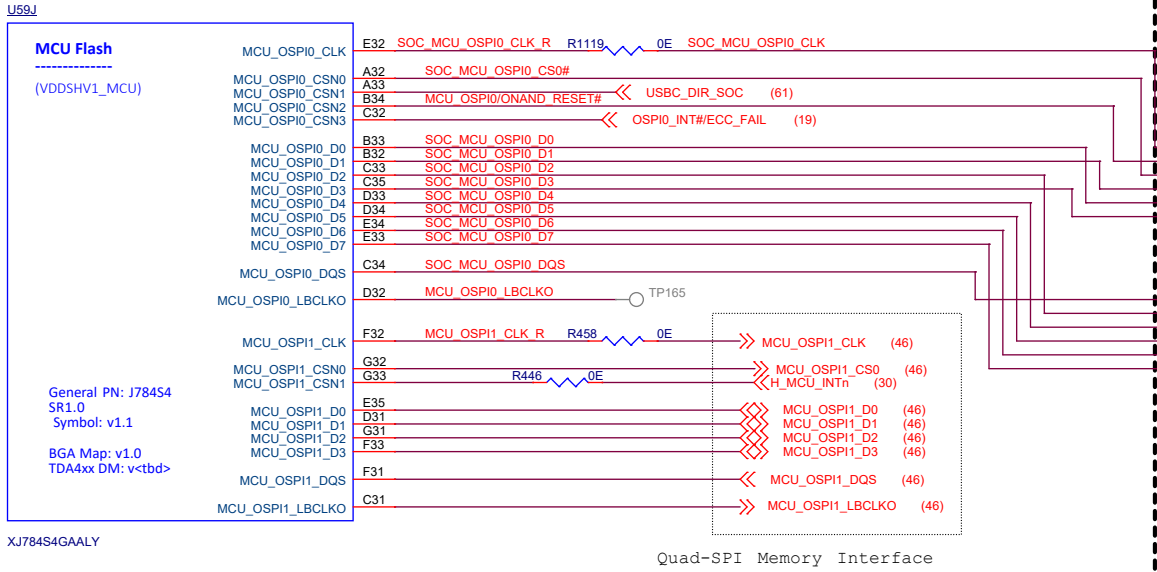 U59J
MCU Flash
--------------
(VDDSHV1_MCU)
MCU_OSPI0_CLK E32 SOC_MCU_OSPI0_CLK_R R1119 0E SOC_MCU_OSPI0_CLK
MCU_OSPI0_CSN0 A32 SOC_MCU_OSPI0_CS0#
MCU_OSPI0_CSN1 A33 USBC_DIR_SOC (61)
MCU_OSPI0_CSN2 B34 MCU_OSPI0/ONAND_RESET#
MCU_OSPI0_CSN3 C32 OSPI0_INT#/ECC_FAIL (19)
MCU_OSPI0_D0 B33 SOC_MCU_OSPI0_D0
MCU_OSPI0_D1 B32 SOC_MCU_OSPI0_D1
MCU_OSPI0_D2 C33 SOC_MCU_OSPI0_D2
MCU_OSPI0_D3 C35 SOC_MCU_OSPI0_D3
MCU_OSPI0_D4 D33 SOC_MCU_OSPI0_D4
MCU_OSPI0_D5 D34 SOC_MCU_OSPI0_D5
MCU_OSPI0_D6 E34 SOC_MCU_OSPI0_D6
MCU_OSPI0_D7 E33 SOC_MCU_OSPI0_D7
MCU_OSPI0_DQS C34 SOC_MCU_OSPI0_DQS
MCU_OSPI0_LBCLKO D32 MCU_OSPI0_LBCLKO TP165
MCU_OSPI1_CLK F32 MCU_OSPI1_CLK_R R458 0E MCU_OSPI1_CLK (46)
MCU_OSPI1_CSN0 G32 MCU_OSPI1_CS0 (46)
MCU_OSPI1_CSN1 G33 R446 0E H_MCU_INTn (30)
MCU_OSPI1_D0 E35 MCU_OSPI1_D0 (46)
MCU_OSPI1_D1 D31 MCU_OSPI1_D1 (46)
MCU_OSPI1_D2 G31 MCU_OSPI1_D2 (46)
MCU_OSPI1_D3 F33 MCU_OSPI1_D3 (46)
MCU_OSPI1_DQS F31 MCU_OSPI1_DQS (46)
MCU_OSPI1_LBCLKO C31 MCU_OSPI1_LBCLKO (46)
General PN: J784S4
SR1.0
Symbol: v1.1
BGA Map: v1.0
TDA4xx DM: v<tbd>
XJ784S4GAALY
Quad-SPI Memory Interface